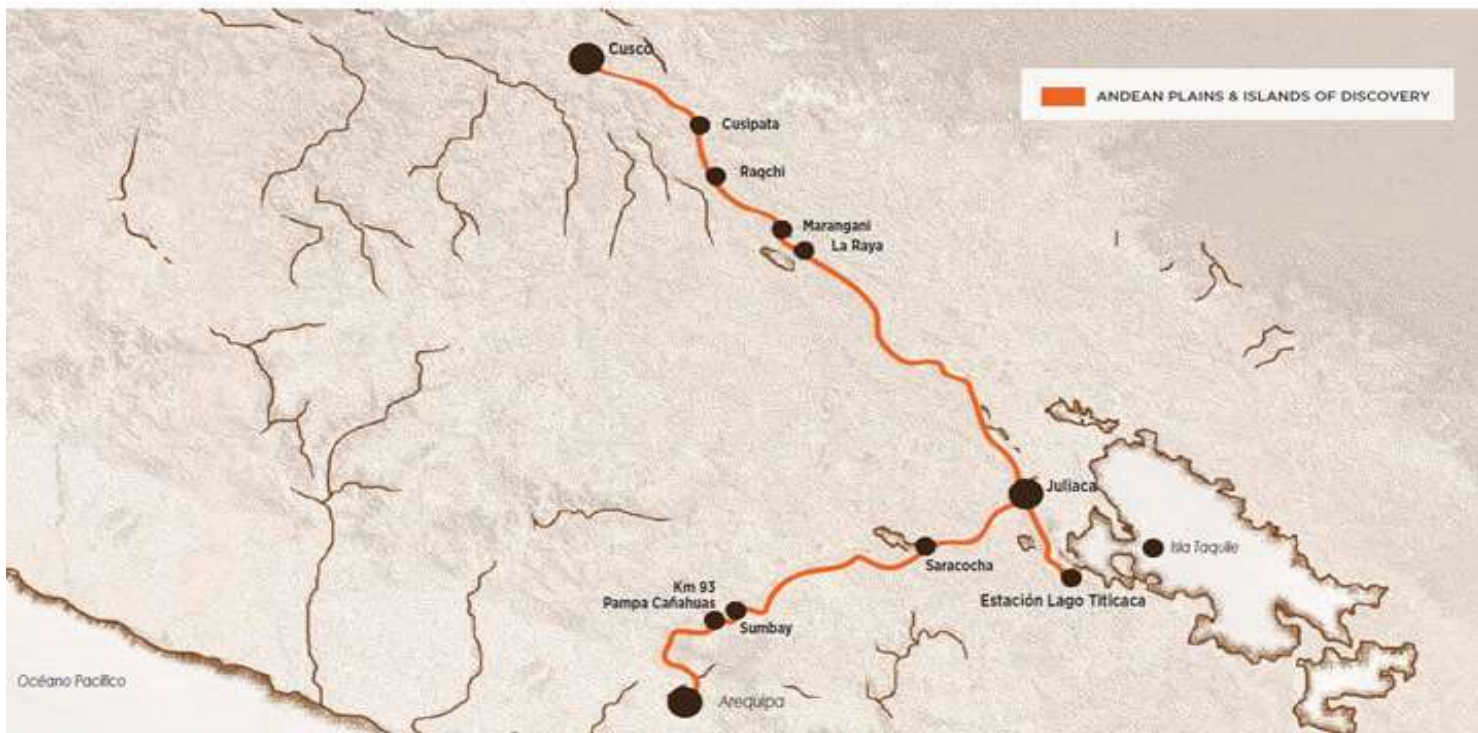 Cusco
ANDEAN PLAINS & ISLANDS OF DISCOVERY
Cusipata
Raqchi
Marangani
La Raya
Juliaca
Isla Taquile
Saracocha
Km 93
Pampa Cañahuas
Estación Lago Titicaca
Sumbay
Océano Pacífico
Arequipa